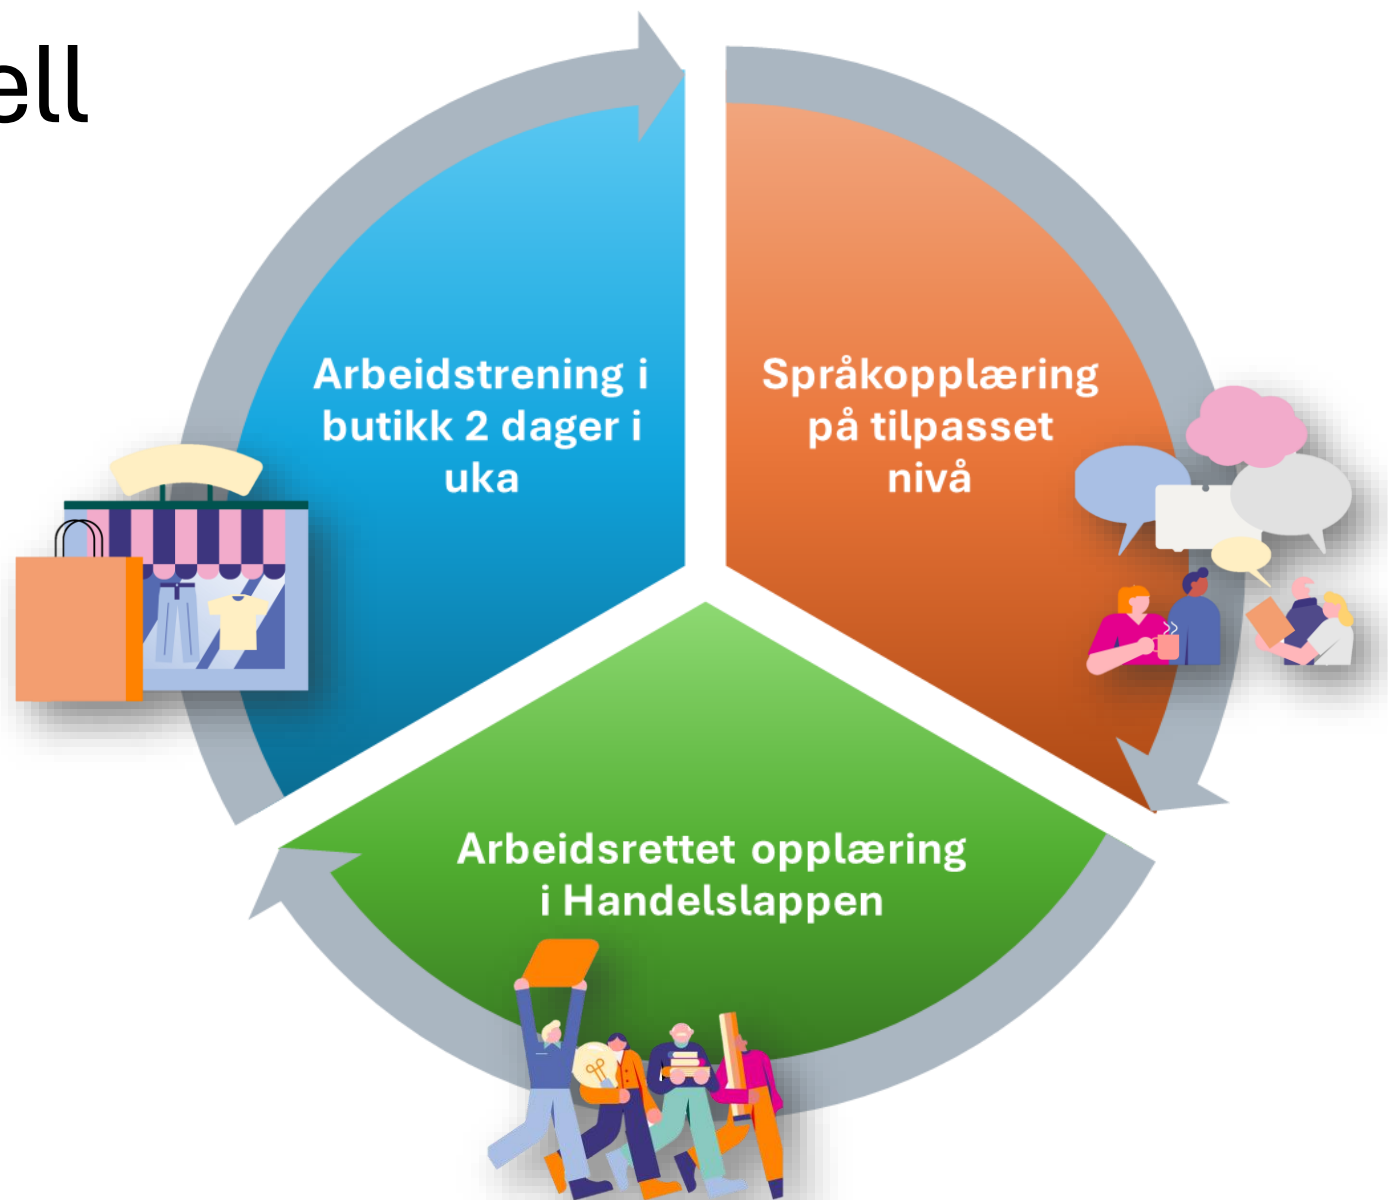 ell
Arbeidstrening i
butikk 2 dager i
uka
Språkopplæring
på tilpasset
nivå
Arbeidsrettet opplæring
i Handelslappen